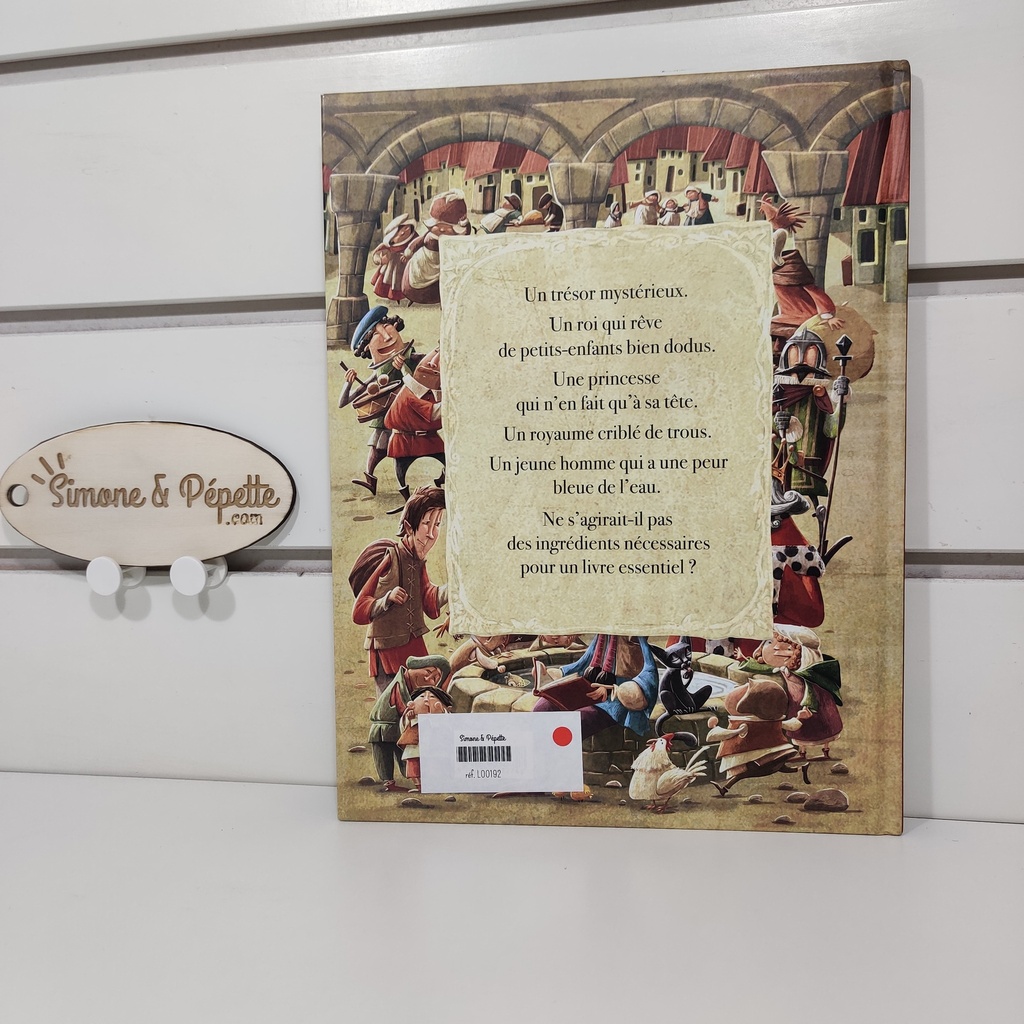 Un trésor mystérieux.
Un roi qui rêve
de petits-enfants bien dodus.
Une princesse
qui n'en fait qu'à sa tête.
Un royaume criblé de trous.
Un jeune homme qui a une peur
bleue de l'eau.
Ne s'agirait-il pas
des ingrédients nécessaires
pour un livre essentiel ?
Simone & Pépette
.com
Simone & Pépette
réf. L00192